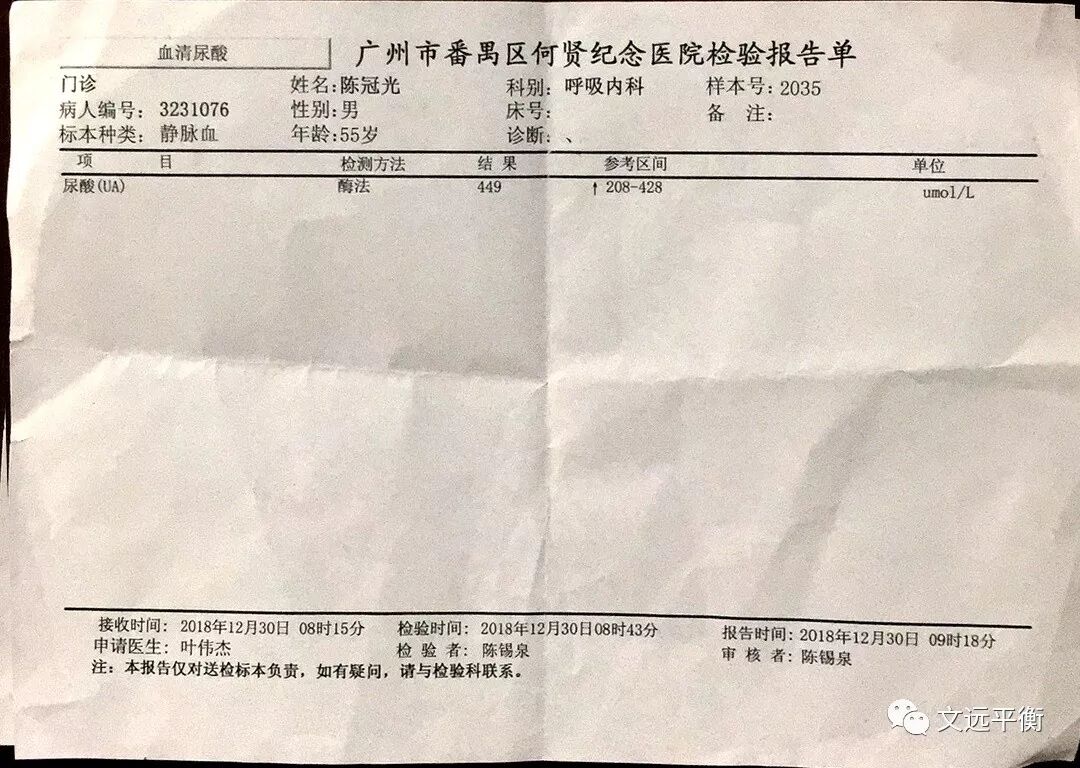 血清尿酸 广州市番禺区何贤纪念医院检验报告单
门诊 姓名:陈冠光 科别: 呼吸内科 样本号: 2035
病人编号: 3231076 性别:男 床号: 备 注:
标本种类: 静脉血 年龄:55岁 诊断: 、
项 目 检测方法 结 果 参考区间 单位
尿酸(UA) 酶法 449 ↑ 208-428 umol/L
接收时间: 2018年12月30日 08时15分 检验时间: 2018年12月30日08时43分 报告时间: 2018年12月30日 09时18分
申请医生: 叶伟杰 检 验 者: 陈锡泉 审 核 者: 陈锡泉
注: 本报告仅对送检标本负责，如有疑问，请与检验科联系。
文远平衡